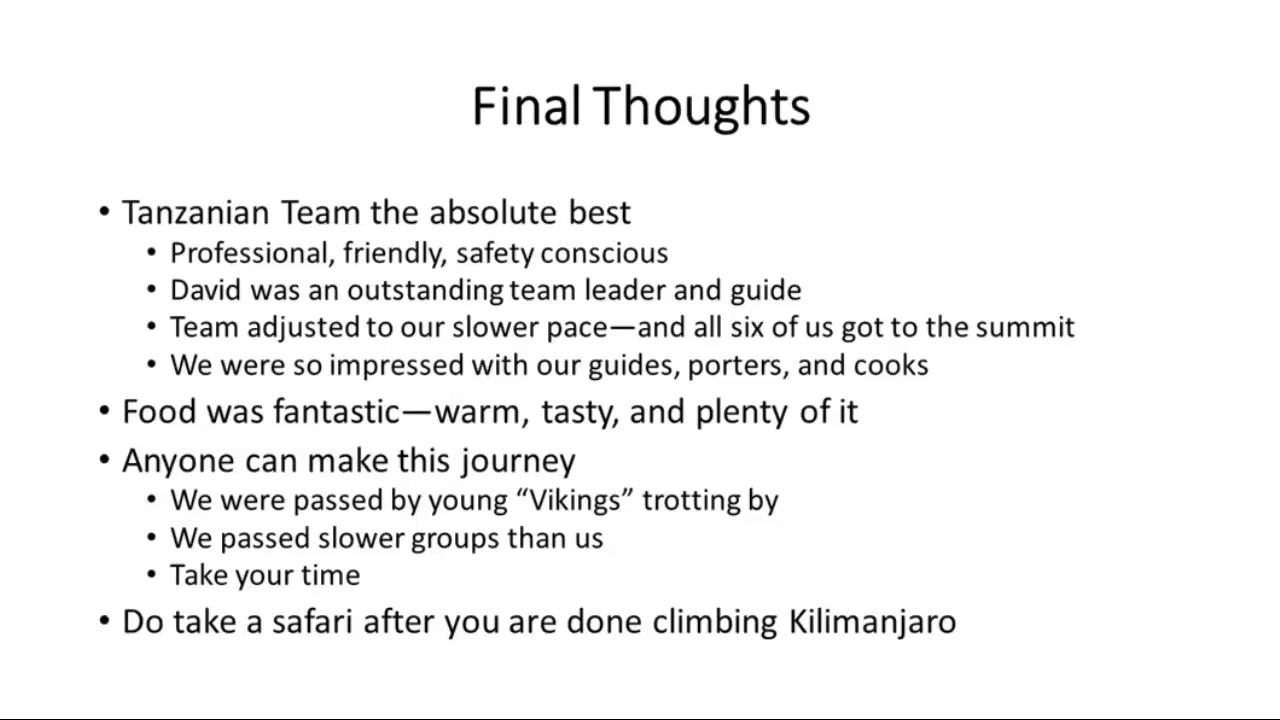 Final Thoughts
• Tanzanian Team the absolute best
• Professional, friendly, safety conscious
• David was an outstanding team leader and guide
• Team adjusted to our slower pace—and all six of us got to the summit
• We were so impressed with our guides, porters, and cooks
• Food was fantastic—warm, tasty, and plenty of it
• Anyone can make this journey
• We were passed by young “Vikings” trotting by
• We passed slower groups than us
• Take your time
• Do take a safari after you are done climbing Kilimanjaro